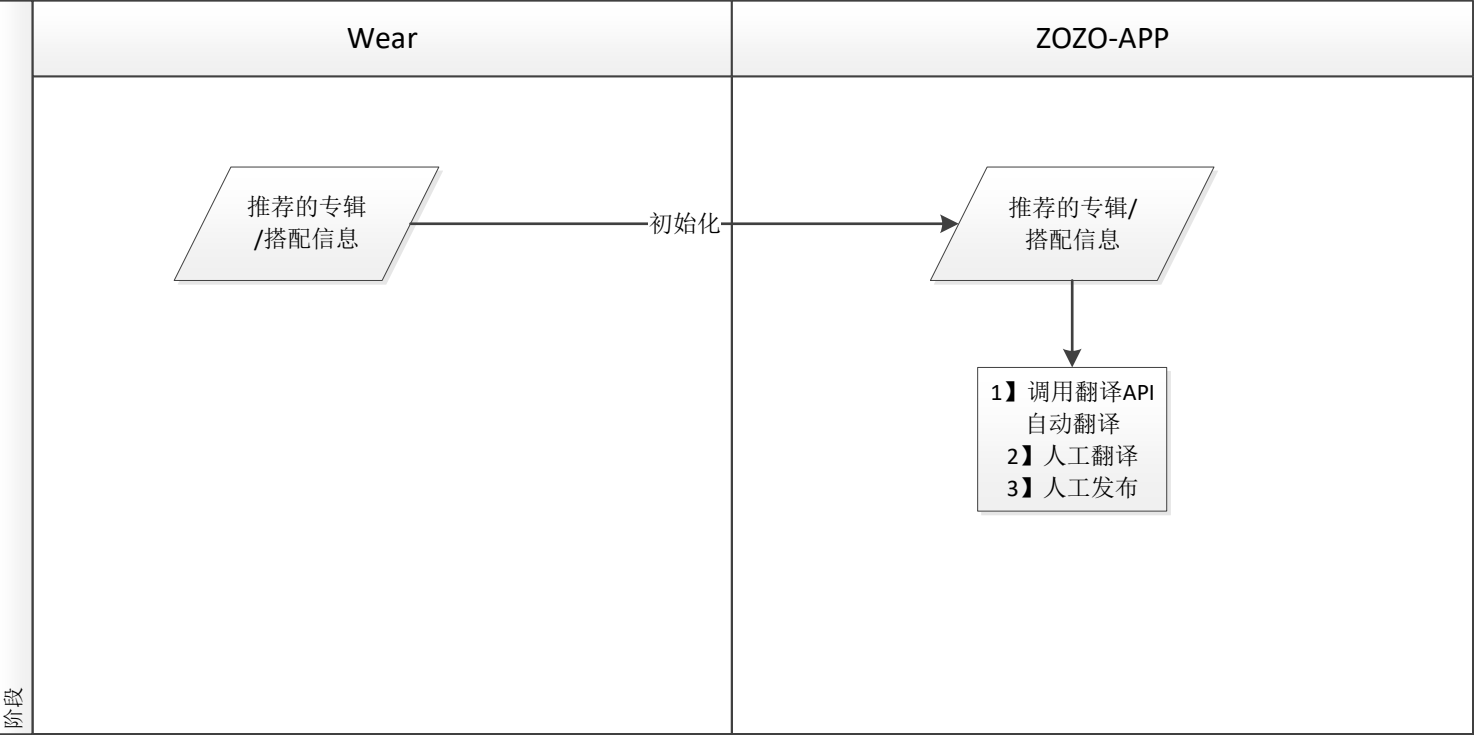 Wear
ZOZO-APP
推荐的专辑
/搭配信息
初始化
推荐的专辑/
搭配信息
1】调用翻译API
自动翻译
2】人工翻译
3】人工发布
阶段